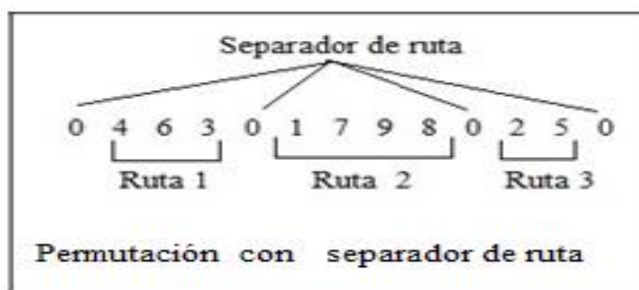 Separador de ruta
0 4 6 3 0 1 7 9 8 0 2 5 0
Ruta 1 Ruta 2 Ruta 3
Permutación con separador de ruta